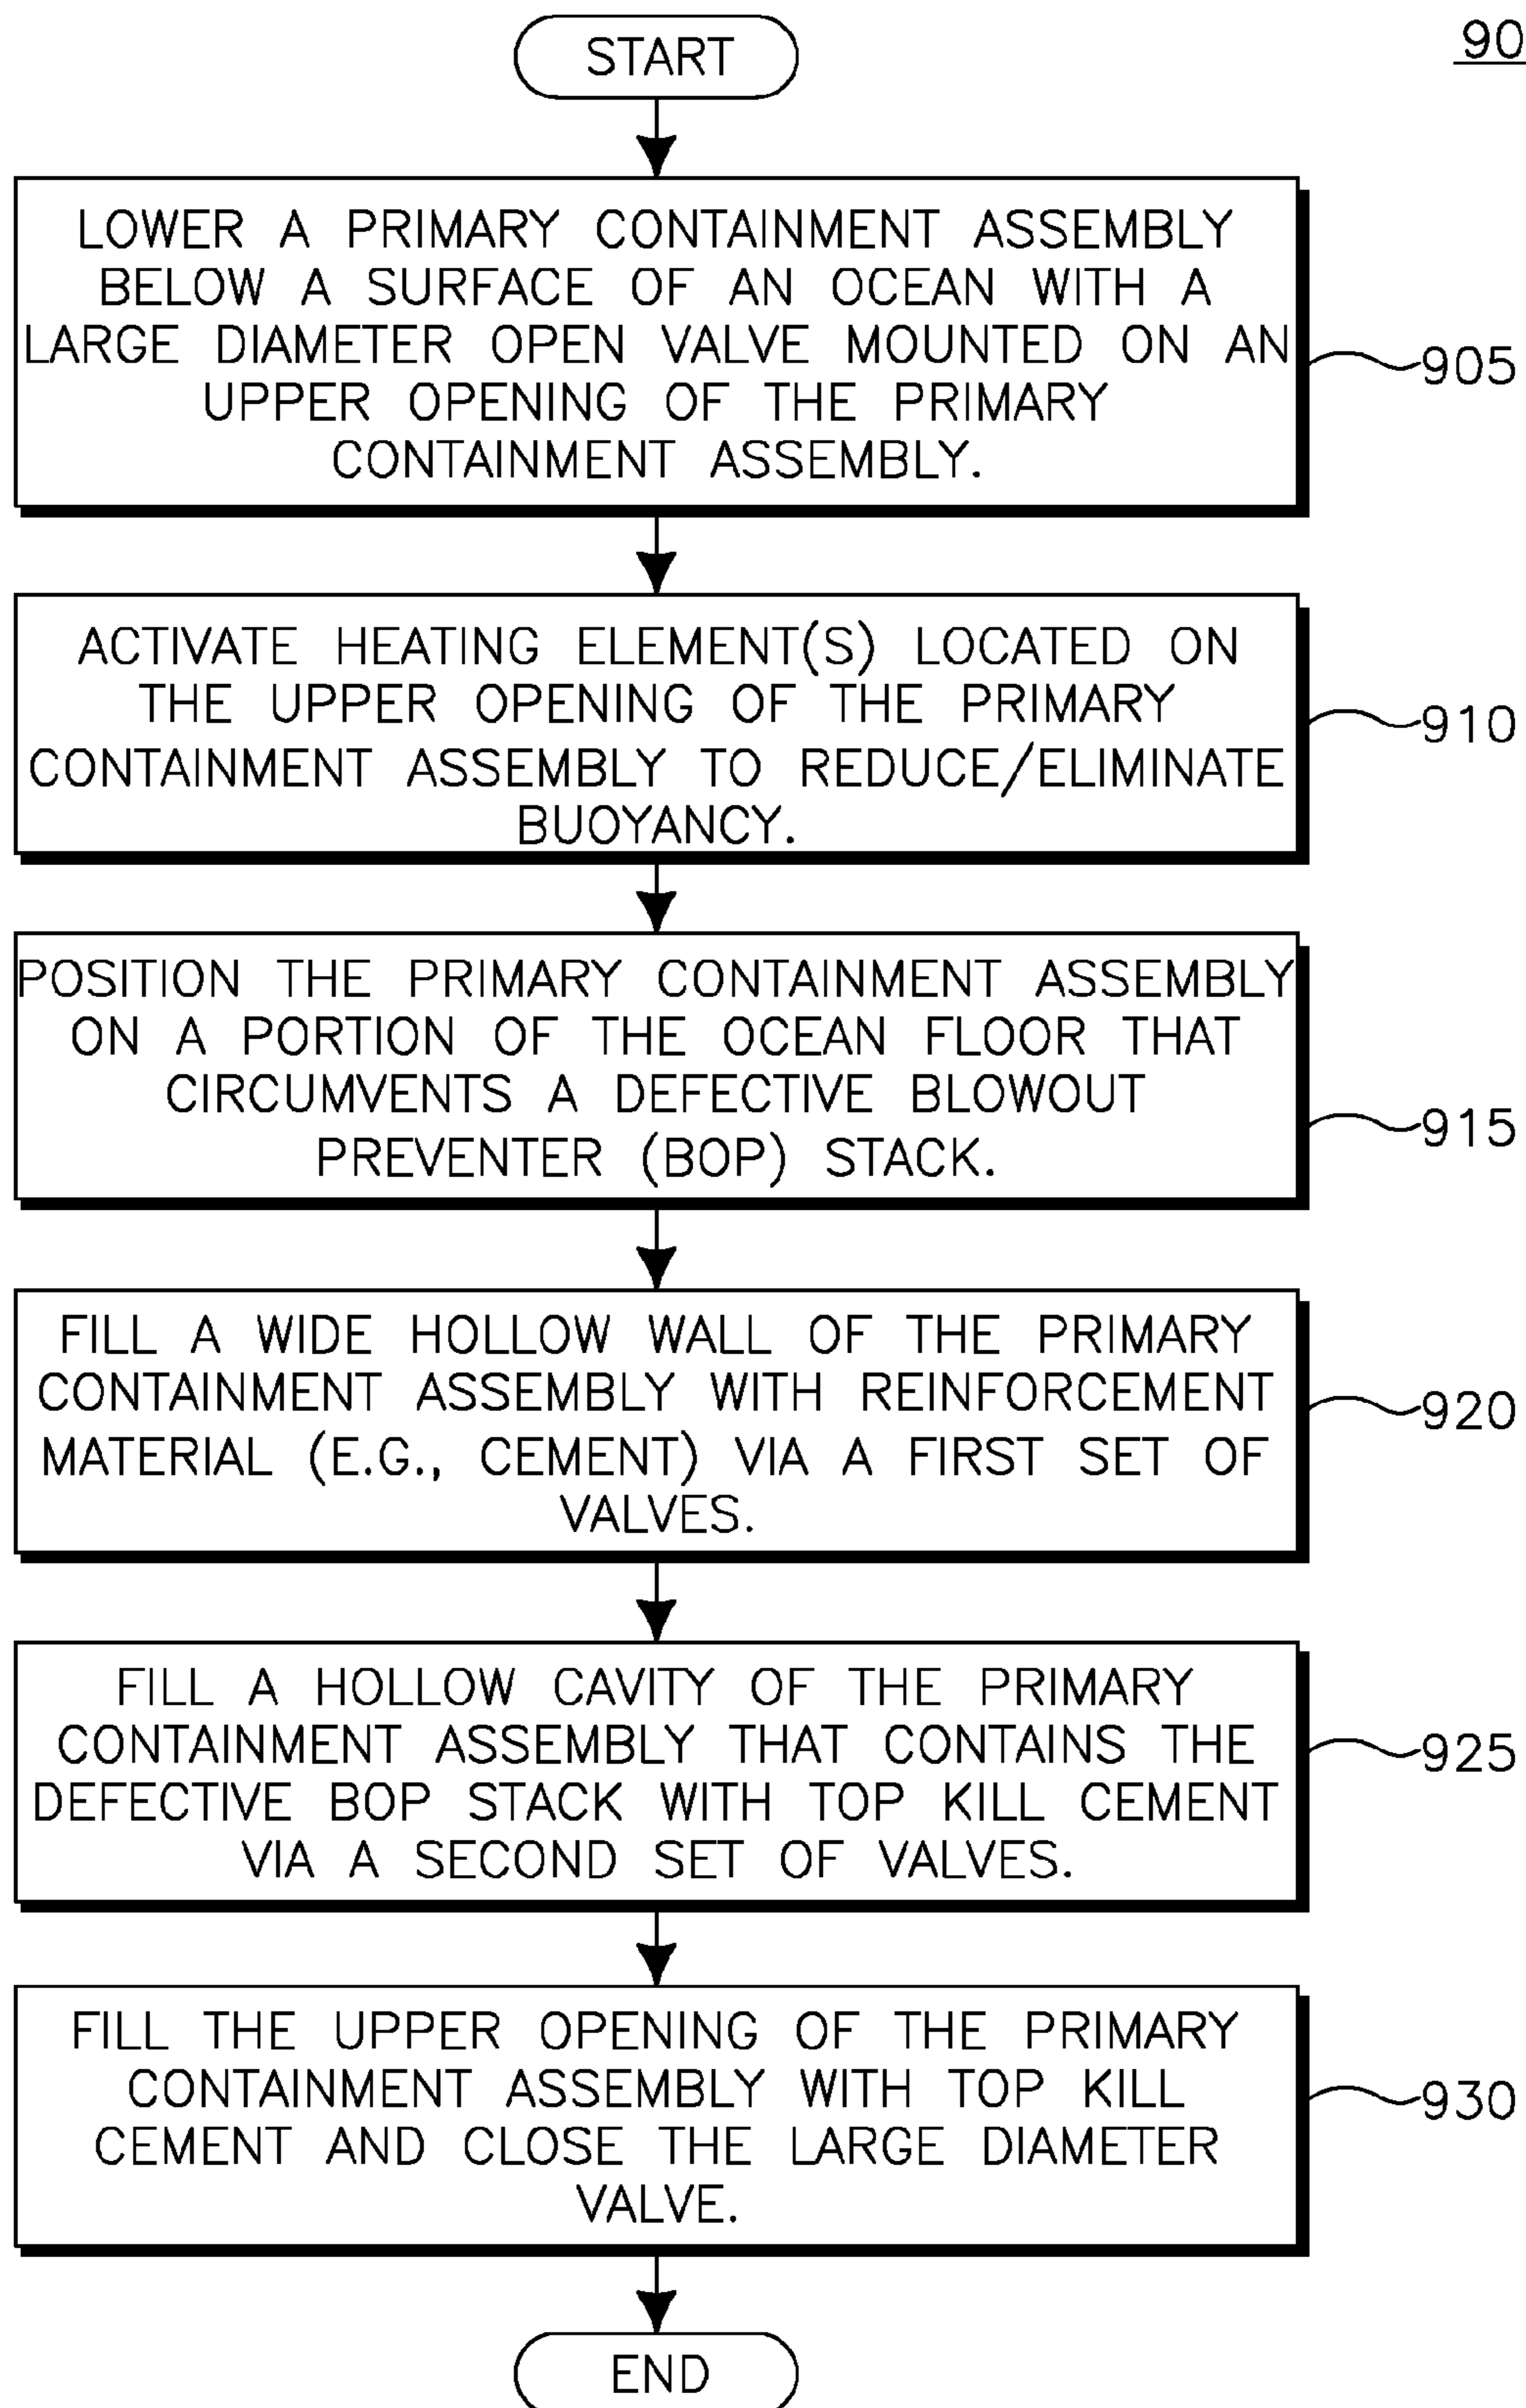 START
90
LOWER A PRIMARY CONTAINMENT ASSEMBLY
BELOW A SURFACE OF AN OCEAN WITH A
LARGE DIAMETER OPEN VALVE MOUNTED ON AN
UPPER OPENING OF THE PRIMARY
CONTAINMENT ASSEMBLY.
905
ACTIVATE HEATING ELEMENT(S) LOCATED ON
THE UPPER OPENING OF THE PRIMARY
CONTAINMENT ASSEMBLY TO REDUCE/ELIMINATE
BUOYANCY.
910
POSITION THE PRIMARY CONTAINMENT ASSEMBLY
ON A PORTION OF THE OCEAN FLOOR THAT
CIRCUMVENTS A DEFECTIVE BLOWOUT
PREVENTER (BOP) STACK.
915
FILL A WIDE HOLLOW WALL OF THE PRIMARY
CONTAINMENT ASSEMBLY WITH REINFORCEMENT
MATERIAL (E.G., CEMENT) VIA A FIRST SET OF
VALVES.
920
FILL A HOLLOW CAVITY OF THE PRIMARY
CONTAINMENT ASSEMBLY THAT CONTAINS THE
DEFECTIVE BOP STACK WITH TOP KILL CEMENT
VIA A SECOND SET OF VALVES.
925
FILL THE UPPER OPENING OF THE PRIMARY
CONTAINMENT ASSEMBLY WITH TOP KILL
CEMENT AND CLOSE THE LARGE DIAMETER
VALVE.
930
END